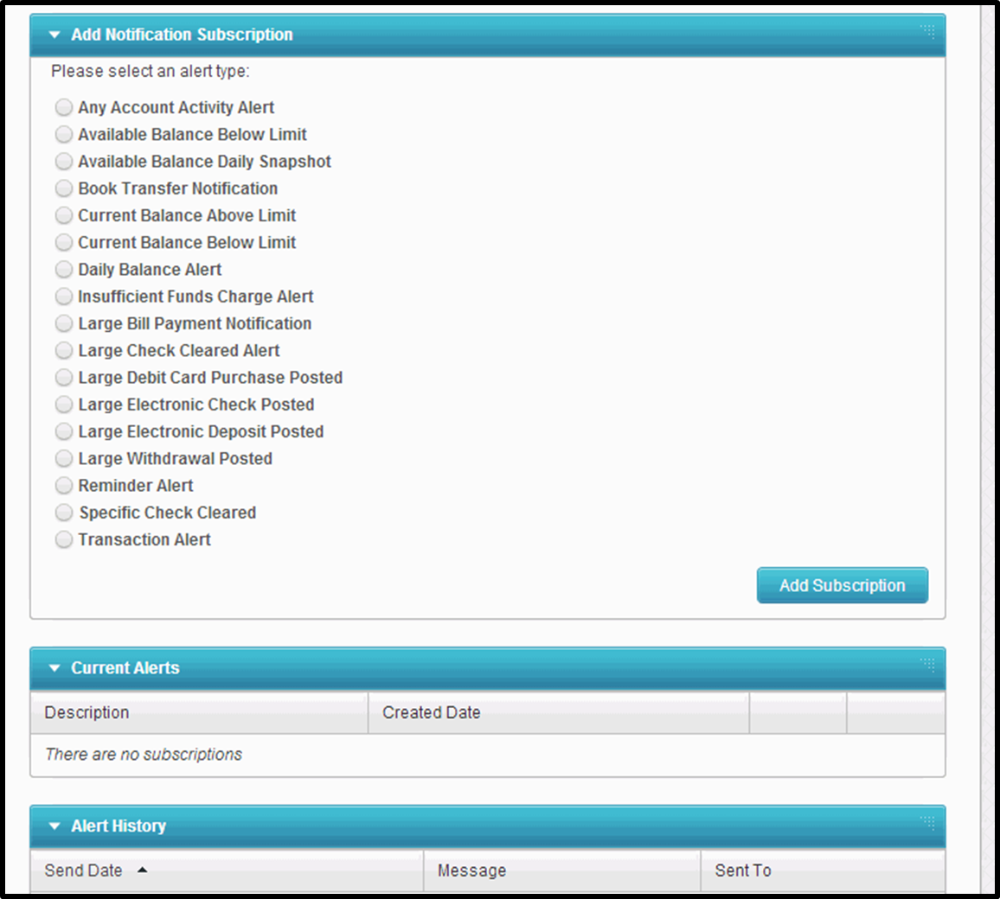 Add Notification Subscription
Please select an alert type:
Any Account Activity Alert
Available Balance Below Limit
Available Balance Daily Snapshot
Book Transfer Notification
Current Balance Above Limit
Current Balance Below Limit
Daily Balance Alert
Insufficient Funds Charge Alert
Large Bill Payment Notification
Large Check Cleared Alert
Large Debit Card Purchase Posted
Large Electronic Check Posted
Large Electronic Deposit Posted
Large Withdrawal Posted
Reminder Alert
Specific Check Cleared
Transaction Alert
Add Subscription
Current Alerts
Description Created Date
There are no subscriptions
Alert History
Send Date Message Sent To